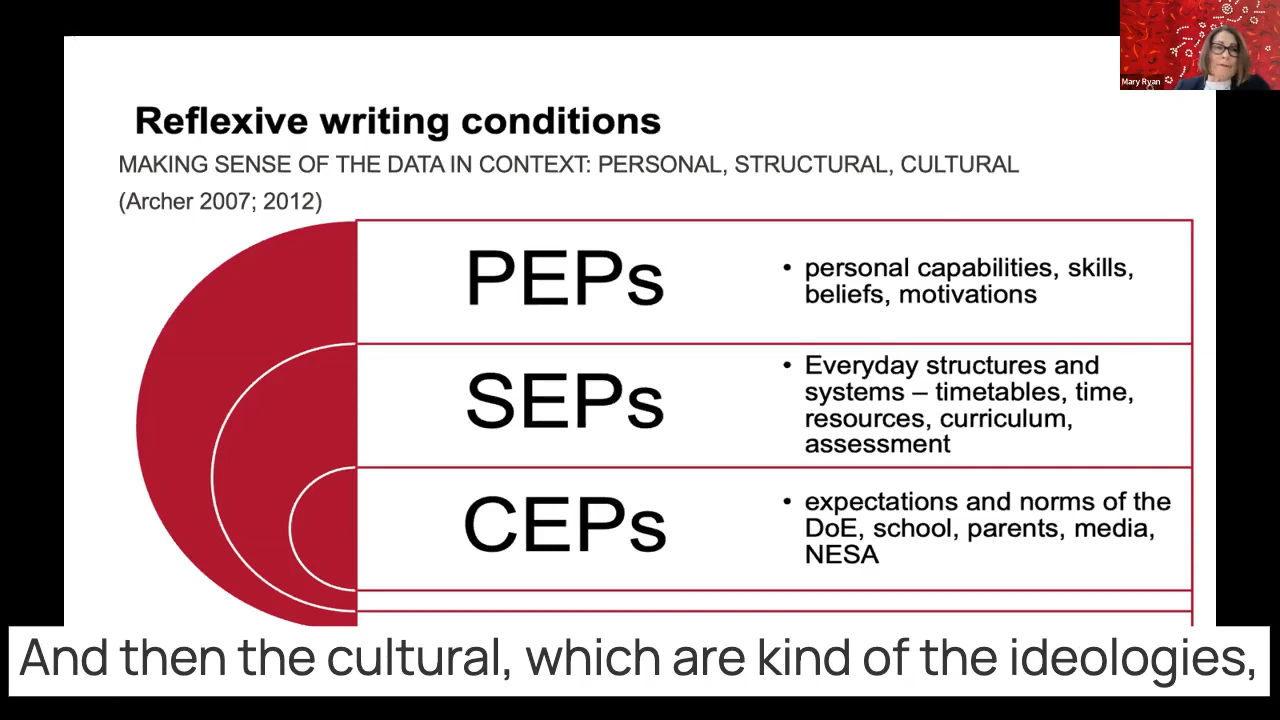 Mary Ryan
Reflexive writing conditions
MAKING SENSE OF THE DATA IN CONTEXT: PERSONAL, STRUCTURAL, CULTURAL
(Archer 2007; 2012)
PEPs
• personal capabilities, skills,
beliefs, motivations
SEPs
• Everyday structures and
systems – timetables, time,
resources, curriculum,
assessment
CEPs
• expectations and norms of the
DoE, school, parents, media,
NESA
And then the cultural, which are kind of the ideologies,